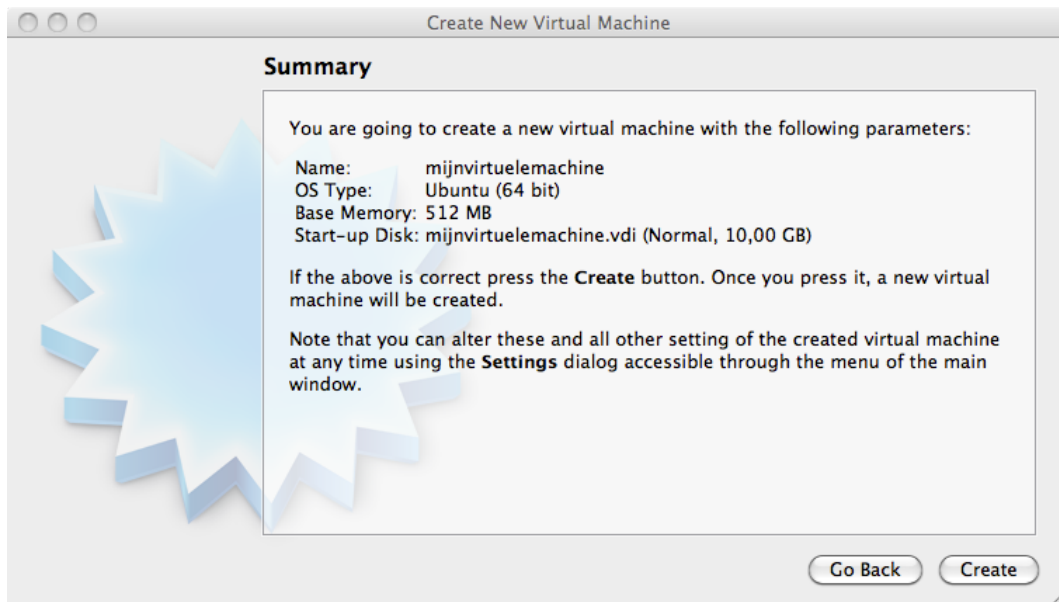 Create New Virtual Machine
Summary
You are going to create a new virtual machine with the following parameters:
Name: mijnvirtuelemachine
OS Type: Ubuntu (64 bit)
Base Memory: 512 MB
Start-up Disk: mijnvirtuelemachine.vdi (Normal, 10,00 GB)
If the above is correct press the Create button. Once you press it, a new virtual
machine will be created.
Note that you can alter these and all other setting of the created virtual machine
at any time using the Settings dialog accessible through the menu of the main
window.
Go Back Create